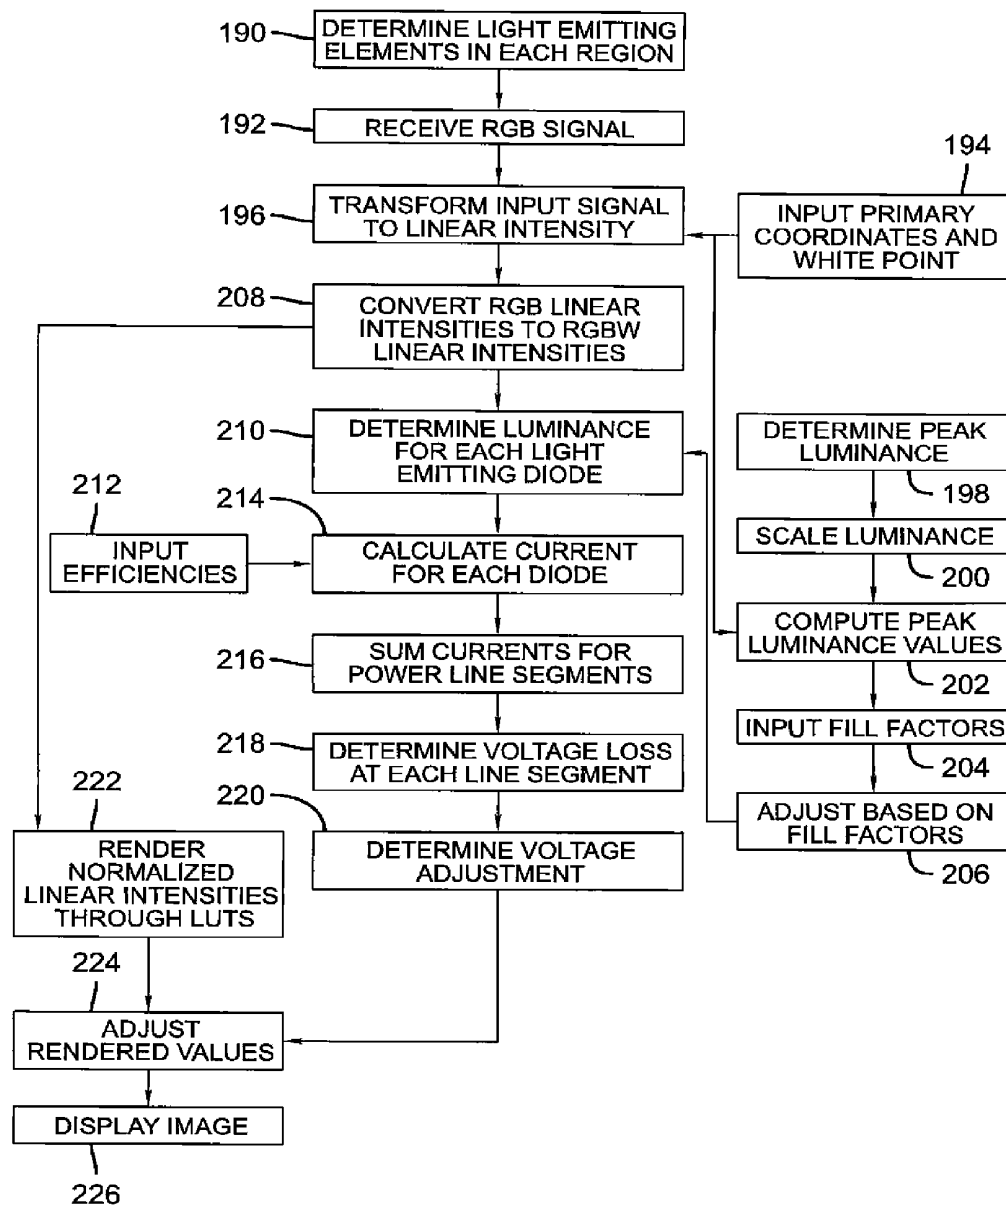 190
DETERMINE LIGHT EMITTING
ELEMENTS IN EACH REGION
192
RECEIVE RGB SIGNAL
194
INPUT PRIMARY
COORDINATES AND
WHITE POINT
196
TRANSFORM INPUT SIGNAL
TO LINEAR INTENSITY
208
CONVERT RGB LINEAR
INTENSITIES TO RGBW
LINEAR INTENSITIES
210
DETERMINE LUMINANCE
FOR EACH LIGHT
EMITTING DIODE
DETERMINE PEAK
LUMINANCE
198
212
INPUT
EFFICIENCIES
214
CALCULATE CURRENT
FOR EACH DIODE
SCALE LUMINANCE
200
COMPUTE PEAK
LUMINANCE VALUES
202
216
SUM CURRENTS FOR
POWER LINE SEGMENTS
INPUT FILL FACTORS
204
218
DETERMINE VOLTAGE LOSS
AT EACH LINE SEGMENT
ADJUST BASED ON
FILL FACTORS
206
220
DETERMINE VOLTAGE
ADJUSTMENT
222
RENDER
NORMALIZED
LINEAR INTENSITIES
THROUGH LUTS
224
ADJUST
RENDERED VALUES
DISPLAY IMAGE
226